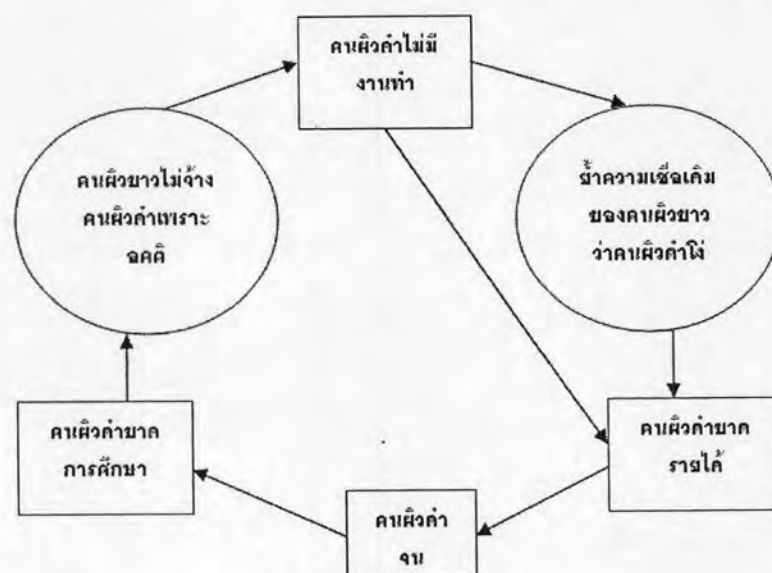 คนผิวดำไม่มี
งานทำ
คนผิวขาวไม่จ้าง
คนผิวดำเพราะ
อคติ
ย้ำความเชื่อเดิม
ของคนผิวขาว
ว่าคนผิวดำโง่
คนผิวดำขาด
การศึกษา
คนผิวดำขาด
รายได้
คนผิวดำ
จน